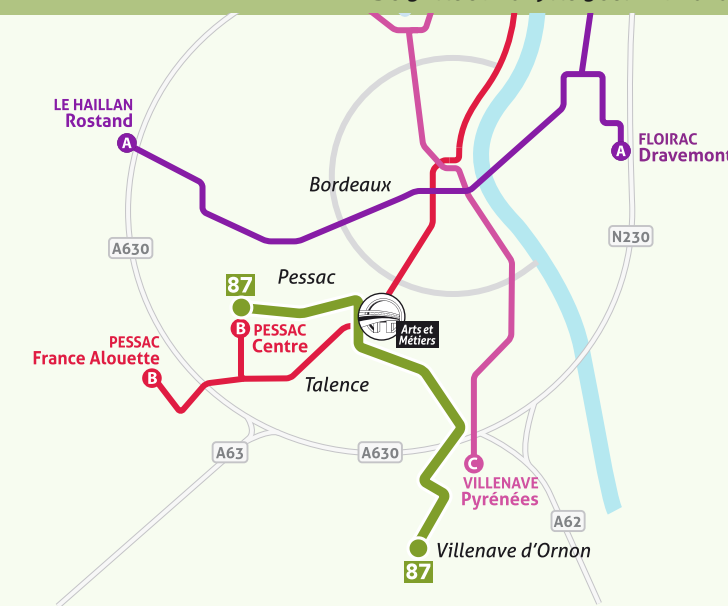 LE HAILLAN
Rostand
A
FLOIRAC
Dravemont
A
Bordeaux
A630
N230
Pessac
87
B
PESSAC
Centre
Arts et
Métiers
PESSAC
France Alouette
B
Talence
A63
A630
C
VILLENAVE
Pyrénées
A62
Villenave d'Ornon
87